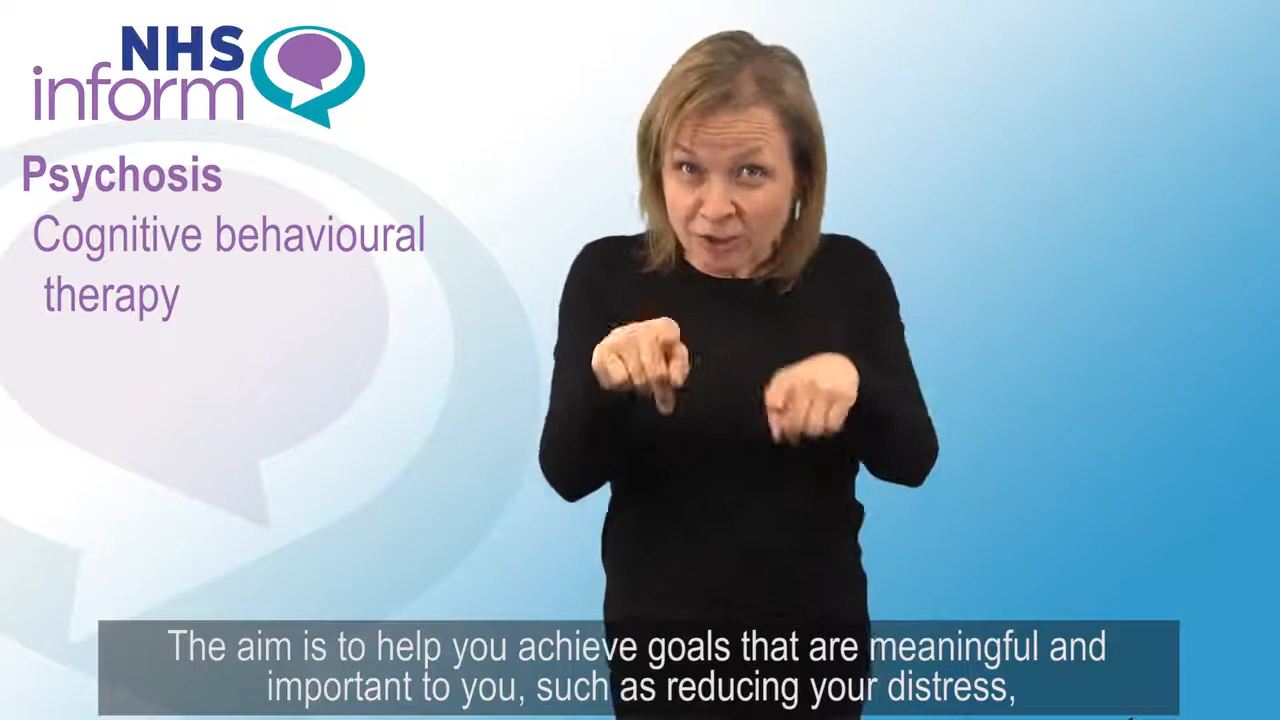 NHS
inform
Psychosis
Cognitive behavioural
therapy
The aim is to help you achieve goals that are meaningful and
important to you, such as reducing your distress,